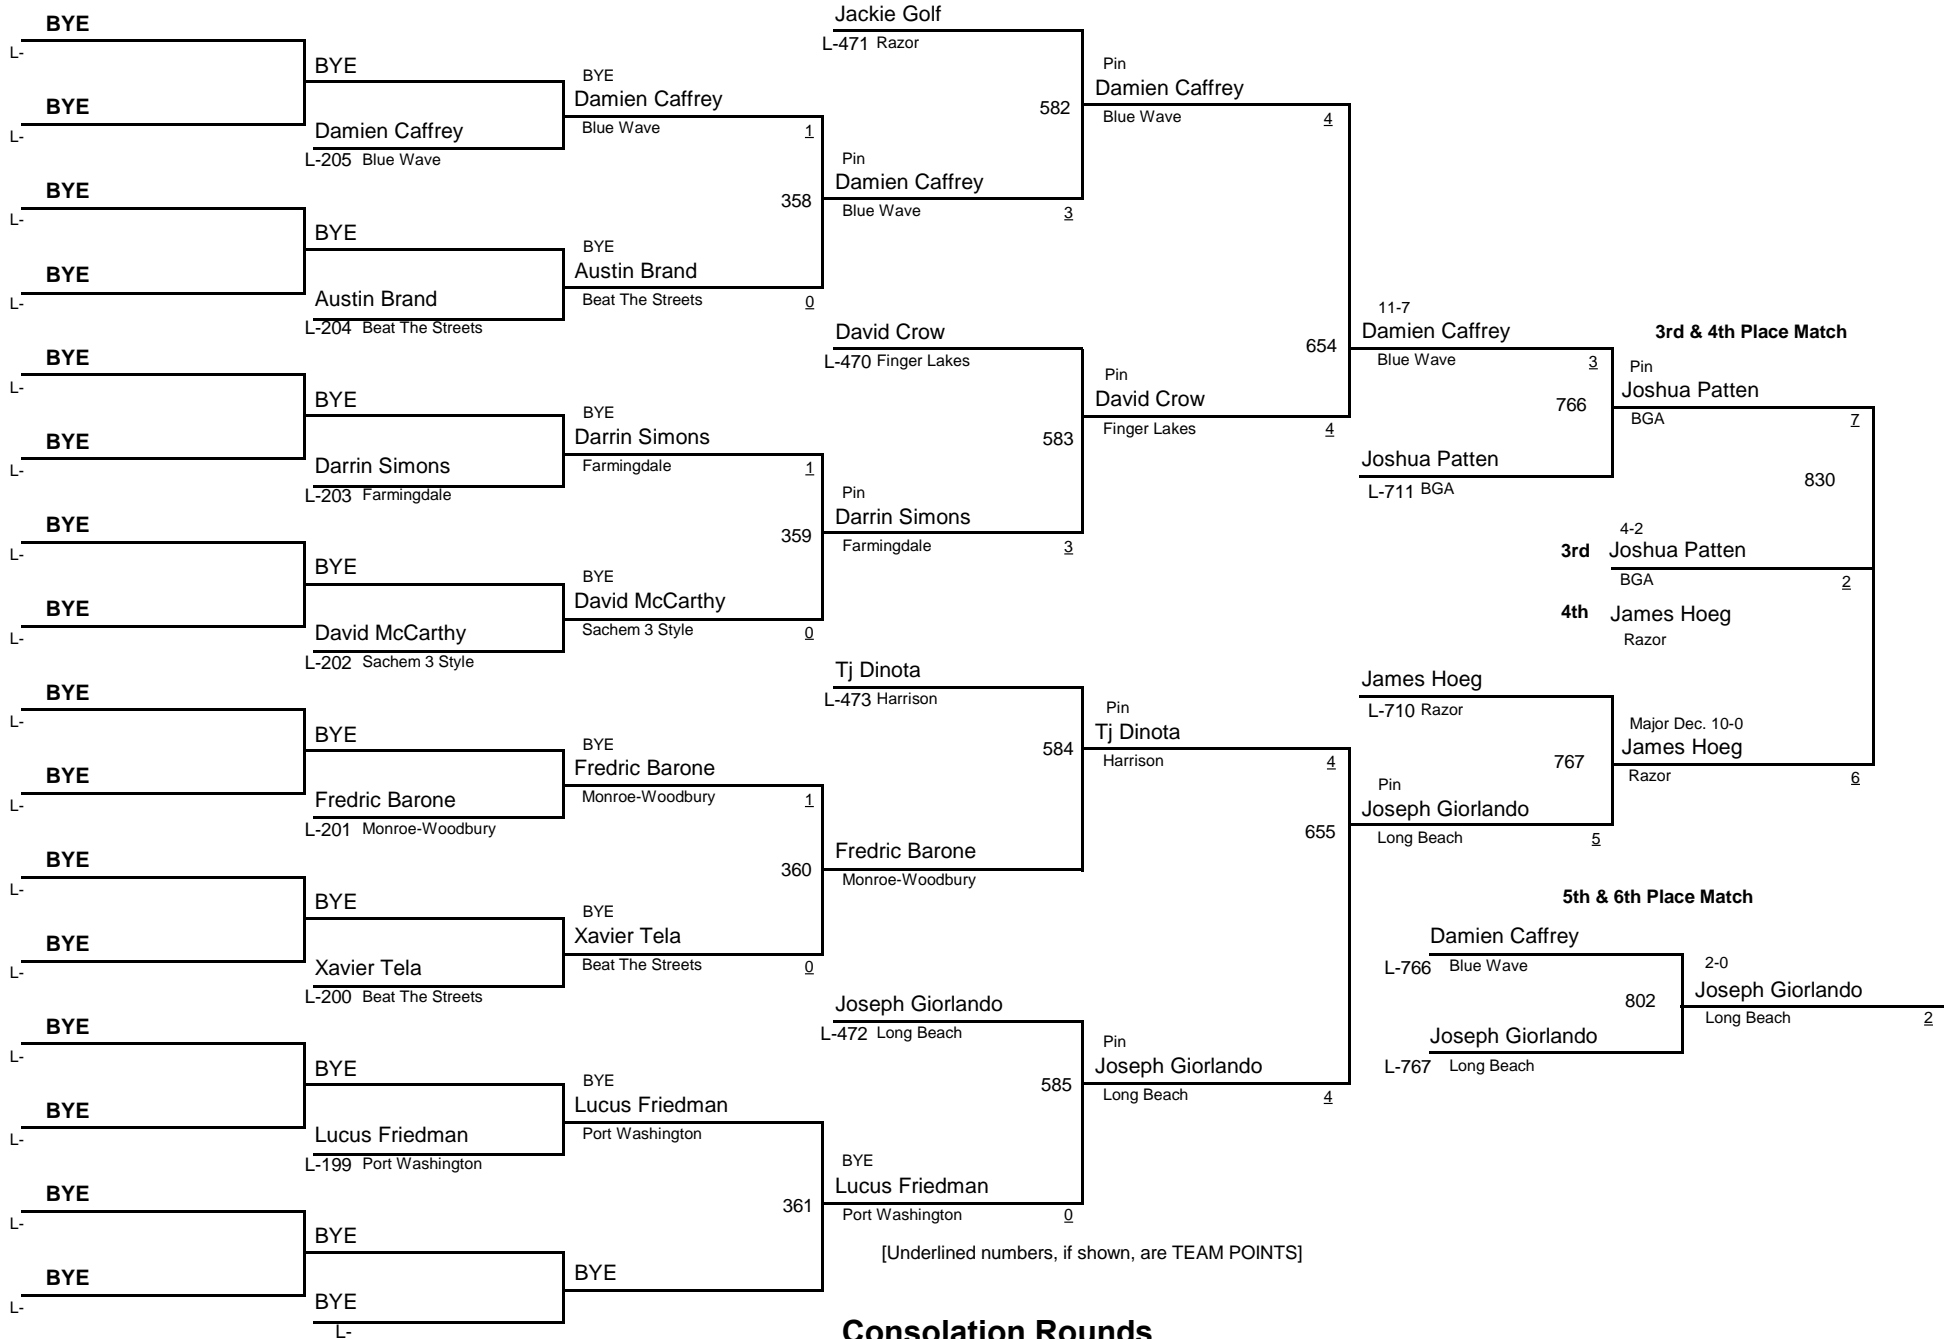 BYE
L-
BYE
L-
BYE
L-
BYE
L-
BYE
L-
BYE
L-
BYE
L-
BYE
L-
BYE
L-
BYE
L-
BYE
L-
BYE
L-
BYE
L-
BYE
L-
BYE
L-
BYE
L-
BYE
Damien Caffrey
L-205 Blue Wave
BYE
Austin Brand
L-204 Beat The Streets
BYE
Darrin Simons
L-203 Farmingdale
BYE
David McCarthy
L-202 Sachem 3 Style
BYE
Fredric Barone
L-201 Monroe-Woodbury
BYE
Xavier Tela
L-200 Beat The Streets
BYE
Lucus Friedman
L-199 Port Washington
BYE
BYE
L-
BYE
Damien Caffrey
Blue Wave 1
358
BYE
Austin Brand
Beat The Streets 0
BYE
Darrin Simons
Farmingdale 1
359
BYE
David McCarthy
Sachem 3 Style 0
BYE
Fredric Barone
Monroe-Woodbury 1
360
BYE
Xavier Tela
Beat The Streets 0
BYE
Lucus Friedman
Port Washington
361
BYE
Jackie Golf
L-471 Razor
582
Pin
Damien Caffrey
Blue Wave 3
David Crow
L-470 Finger Lakes
583
Pin
Darrin Simons
Farmingdale 3
Tj Dinota
L-473 Harrison
584
Fredric Barone
Monroe-Woodbury
Joseph Giorlando
L-472 Long Beach
585
BYE
Lucus Friedman
Port Washington 0
Pin
Damien Caffrey
Blue Wave 4
654
Pin
David Crow
Finger Lakes 4
Pin
Tj Dinota
Harrison 4
655
Pin
Joseph Giorlando
Long Beach 4
11-7
Damien Caffrey
Blue Wave 3
766
Joshua Patten
L-711 BGA
James Hoeg
L-710 Razor
767
Pin
Joseph Giorlando
Long Beach 5
3rd & 4th Place Match
Pin
Joshua Patten
BGA 7
830
4-2
3rd Joshua Patten
BGA 2
4th James Hoeg
Razor
Major Dec. 10-0
James Hoeg
Razor 6
5th & 6th Place Match
Damien Caffrey
L-766 Blue Wave
802
Joseph Giorlando
L-767 Long Beach
2-0
Joseph Giorlando
Long Beach 2
[Underlined numbers, if shown, are TEAM POINTS]
Consolation Rounds